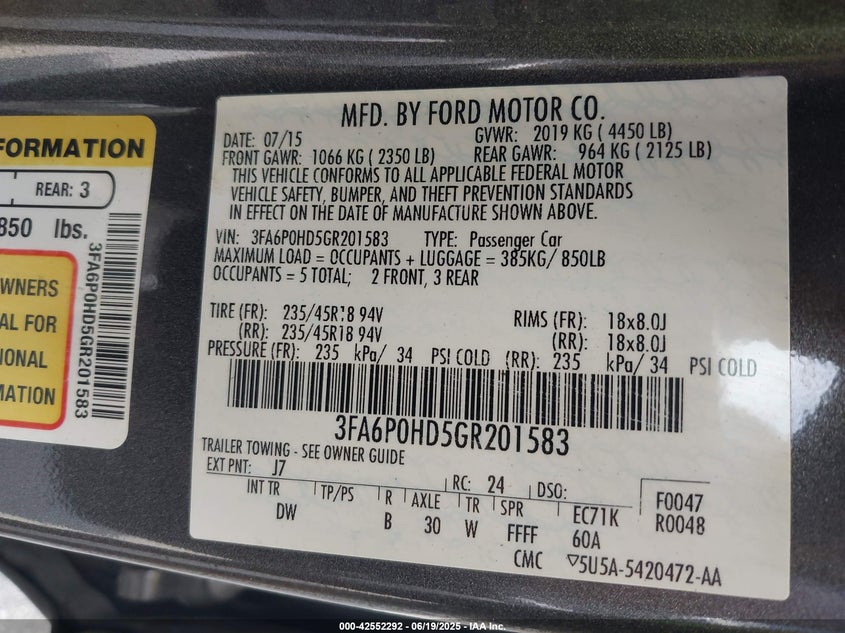 FORMATION
REAR: 3
850 lbs.
WNERS
AL FOR
IONAL
MATION
3FA6P0HD5GR201583
MFD. BY FORD MOTOR CO.
DATE: 07/15 GVWR: 2019 KG ( 4450 LB)
FRONT GAWR: 1066 KG ( 2350 LB) REAR GAWR: 964 KG ( 2125 LB)
THIS VEHICLE CONFORMS TO ALL APPLICABLE FEDERAL MOTOR
VEHICLE SAFETY, BUMPER, AND THEFT PREVENTION STANDARDS
IN EFFECT ON THE DATE OF MANUFACTURE SHOWN ABOVE.
VIN: 3FA6P0HD5GR201583 TYPE: Passenger Car
MAXIMUM LOAD = OCCUPANTS + LUGGAGE = 385KG/ 850LB
OCCUPANTS = 5 TOTAL; 2 FRONT, 3 REAR
TIRE (FR): 235/45R18 94V RIMS (FR): 18x8.0J
(RR): 235/45R18 94V (RR): 18x8.0J
PRESSURE (FR): 235 kPa/ 34 PSI COLD (RR): 235 kPa/ 34 PSI COLD
3FA6P0HD5GR201583
TRAILER TOWING - SEE OWNER GUIDE
EXT PNT: J7 RC: 24 DSO: F0047
INT TR TP/PS R AXLE TR SPR EC71K R0048
DW B 30 W FFFF 60A
CMC ▽5U5A-5420472-AA
000-42552292 - 06/19/2025 - IAA Inc.